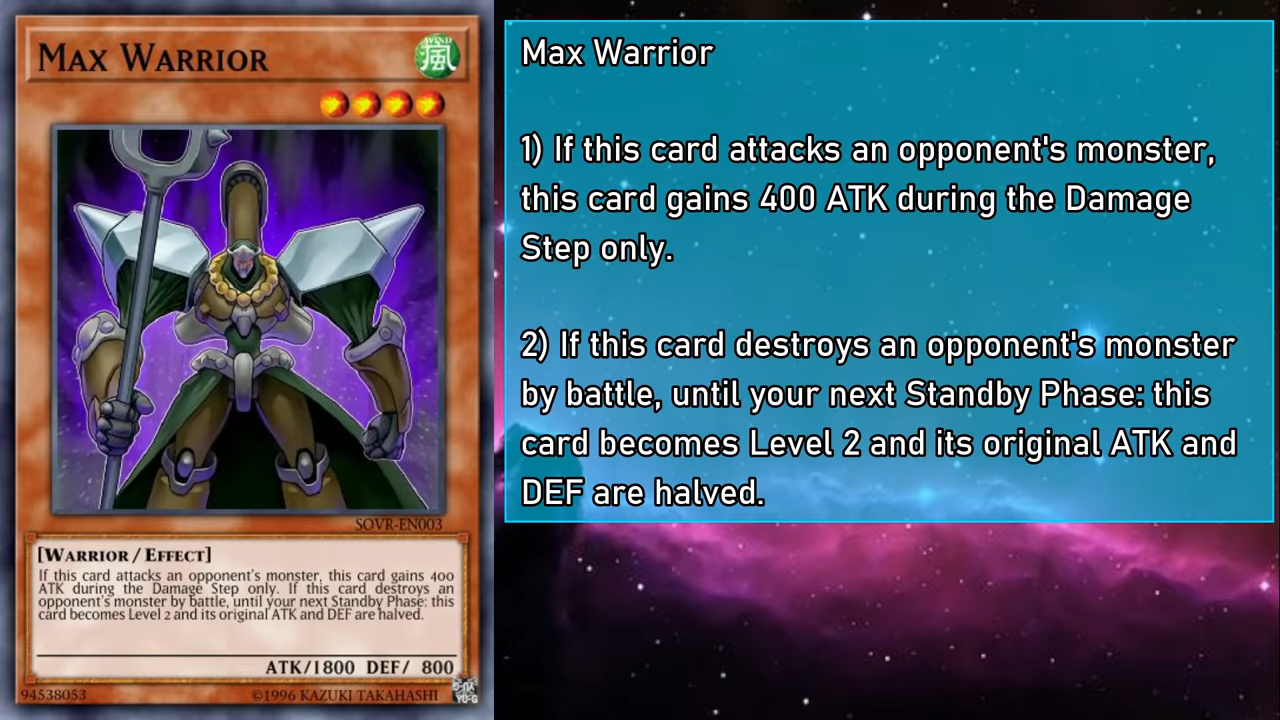 MAX WARRIOR
WIND
風
SOVR-EN003
[WARRIOR / EFFECT]
If this card attacks an opponent's monster, this card gains 400
ATK during the Damage Step only. If this card destroys an
opponent's monster by battle, until your next Standby Phase: this
card becomes Level 2 and its original ATK and DEF are halved.
ATK/1800 DEF/ 800
94538053
©1996 KAZUKI TAKAHASHI
Max Warrior
1) If this card attacks an opponent's monster,
this card gains 400 ATK during the Damage
Step only.
2) If this card destroys an opponent's monster
by battle, until your next Standby Phase: this
card becomes Level 2 and its original ATK and
DEF are halved.